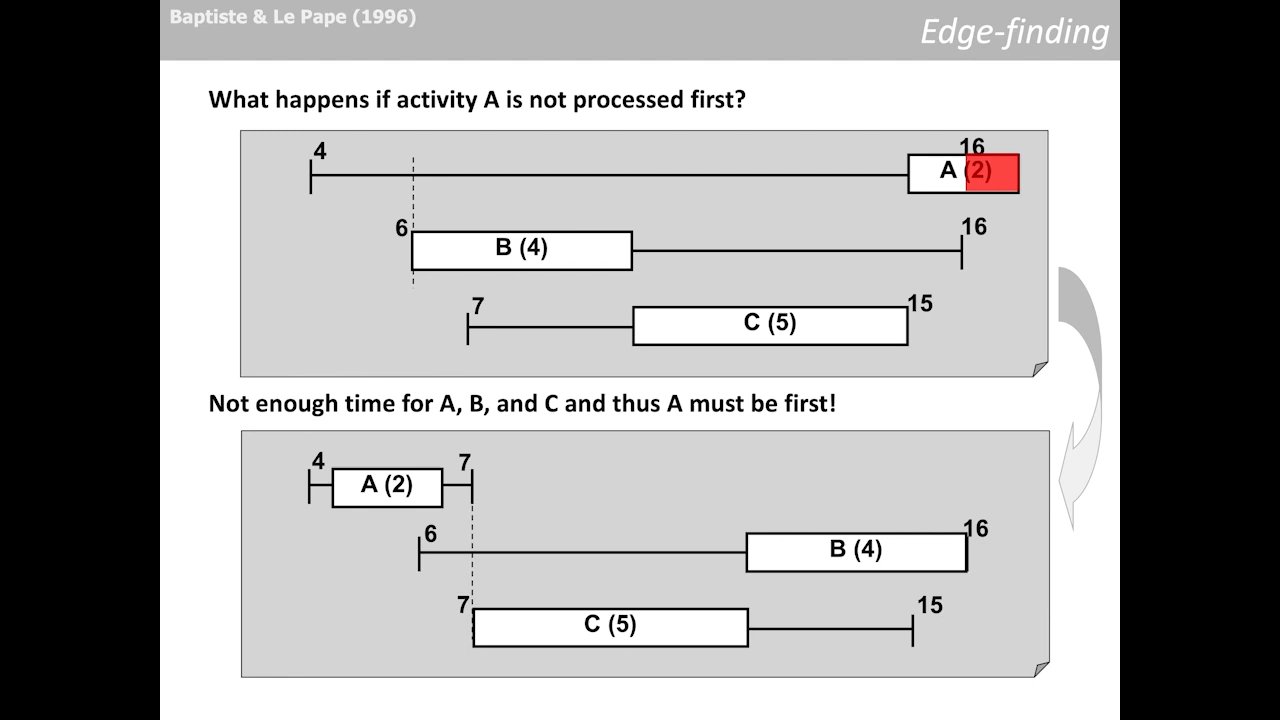 Baptiste & Le Pape (1996)
Edge-finding
What happens if activity A is not processed first?
4
16
A (2)
6
B (4)
16
7
C (5)
15
Not enough time for A, B, and C and thus A must be first!
4
7
A (2)
6
16
B (4)
7
C (5)
15